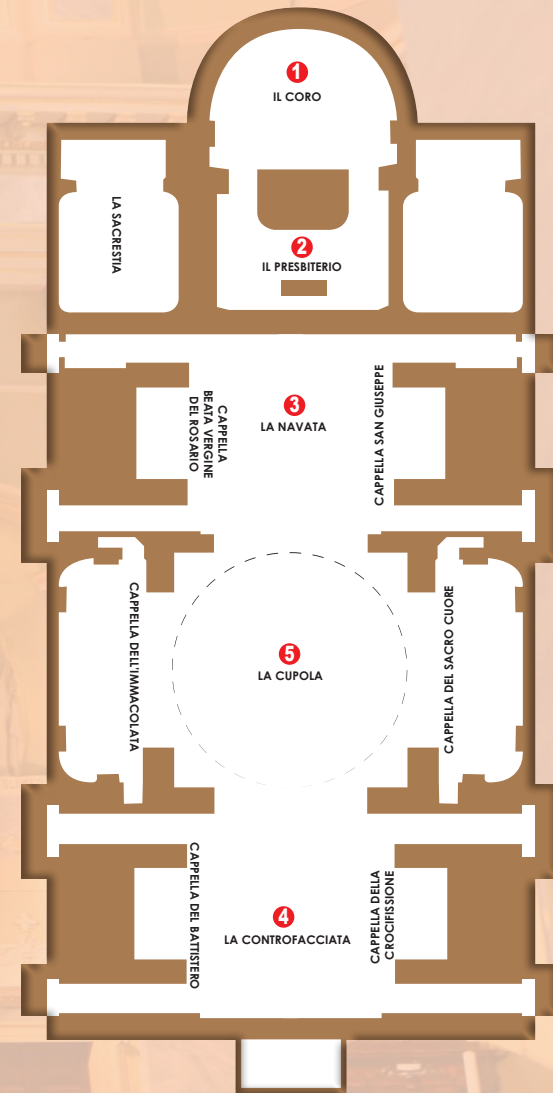 1
IL CORO
LA SACRESTIA
2
IL PRESBITERIO
3
LA NAVATA
CAPPELLA
BEATA VERGINE
DEL ROSARIO
CAPPELLA SAN GIUSEPPE
CAPPELLA DELL'IMMACOLATA
5
LA CUPOLA
CAPPELLA DEL SACRO CUORE
CAPPELLA DEL BATTISTERO
4
LA CONTROFACCIATA
CAPPELLA DELLA
CROCIFISSIONE